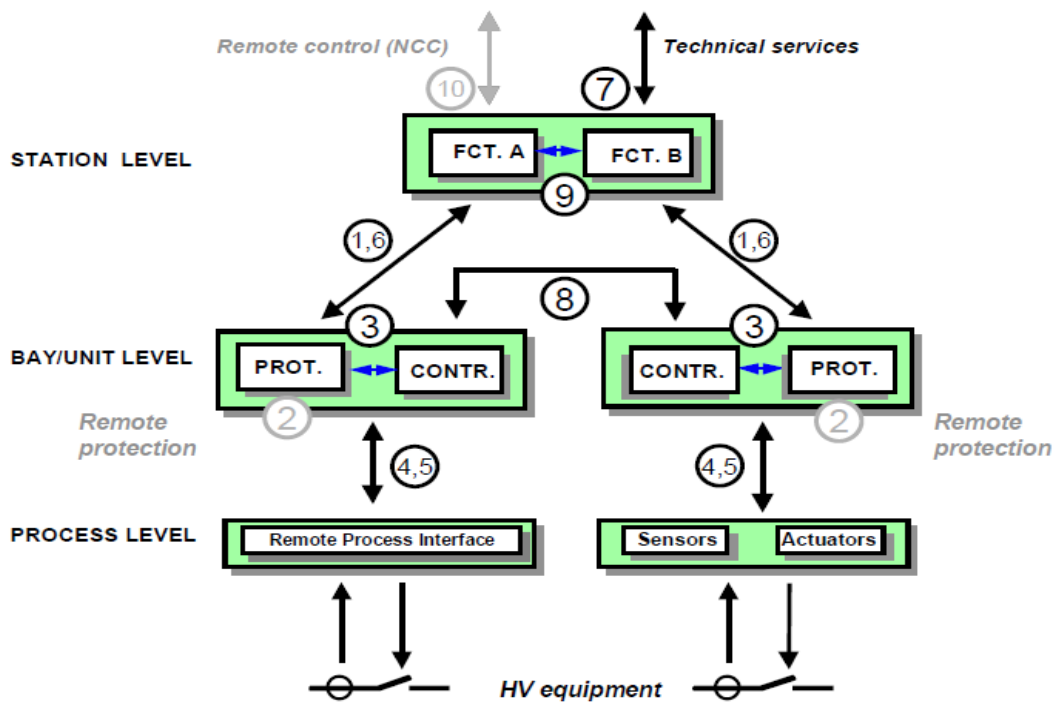 Remote control (NCC)
Technical services
10
7
STATION LEVEL
FCT. A
FCT. B
9
1,6
1,6
8
3
3
BAY/UNIT LEVEL
PROT.
CONTR.
CONTR.
PROT.
2
2
Remote
protection
Remote
protection
4,5
4,5
PROCESS LEVEL
Remote Process Interface
Sensors
Actuators
HV equipment